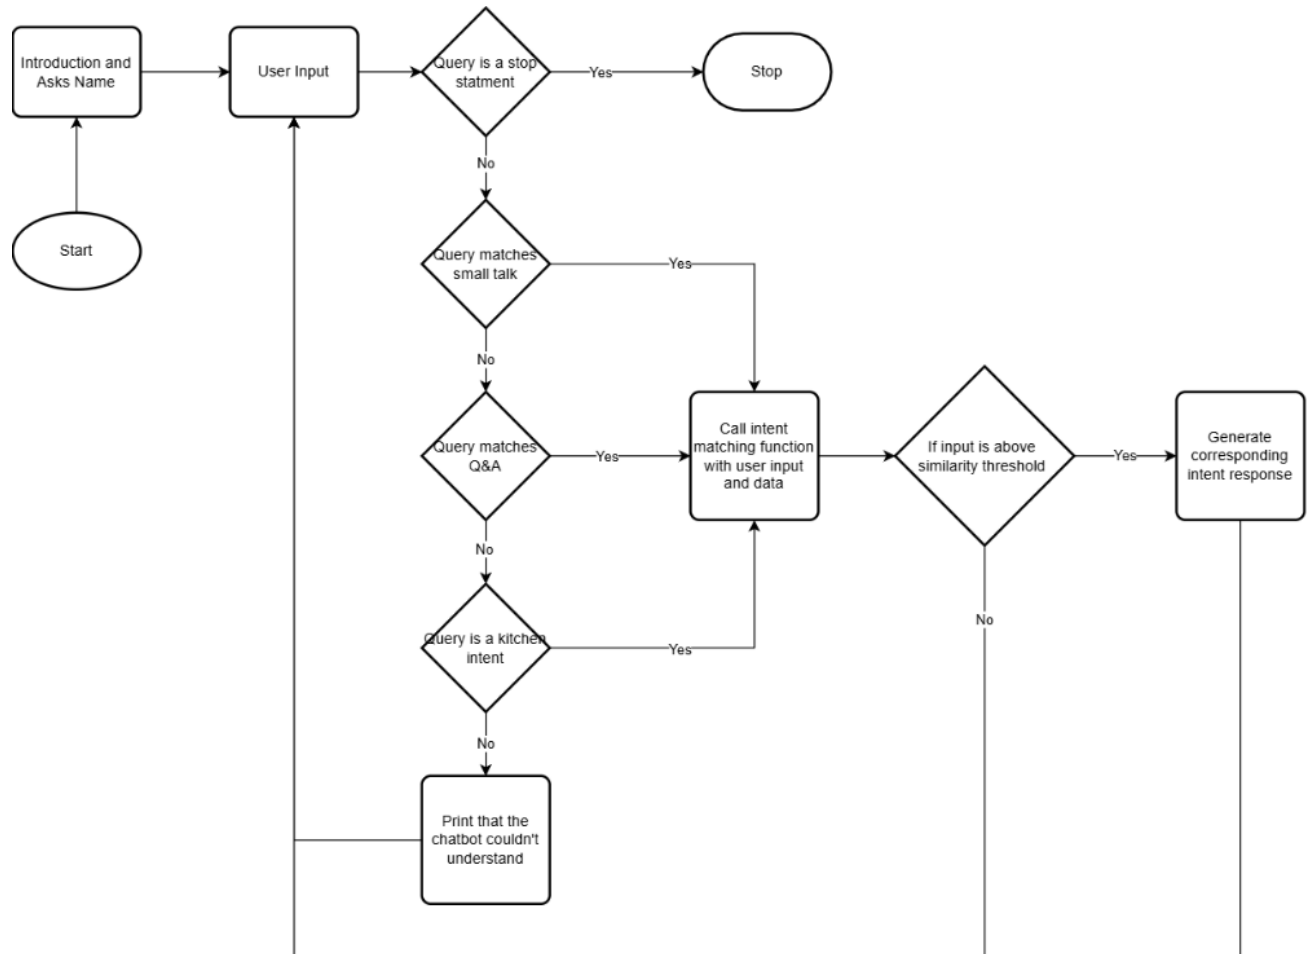 Introduction and
Asks Name
User Input
Query is a stop
statment
Yes
Stop
No
Start
Query matches
small talk
Yes
No
Query matches
Q&A
Yes
Call intent
matching function
with user input
and data
If input is above
similarity threshold
Yes
Generate
corresponding
intent response
No
Query is a kitchen
intent
Yes
No
No
Print that the
chatbot couldn't
understand